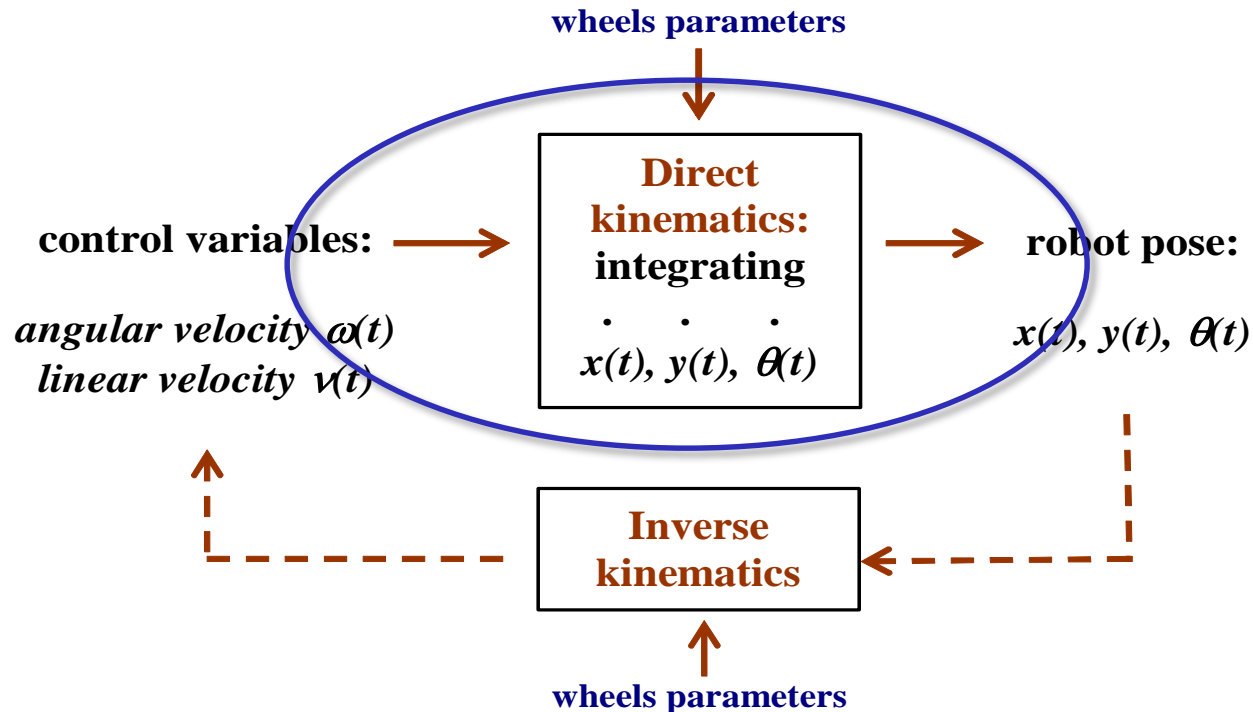 wheels parameters
Direct
kinematics:
integrating
. . .
x(t), y(t), θ(t)
control variables:
angular velocity ω(t)
linear velocity ν(t)
robot pose:
x(t), y(t), θ(t)
Inverse
kinematics
wheels parameters